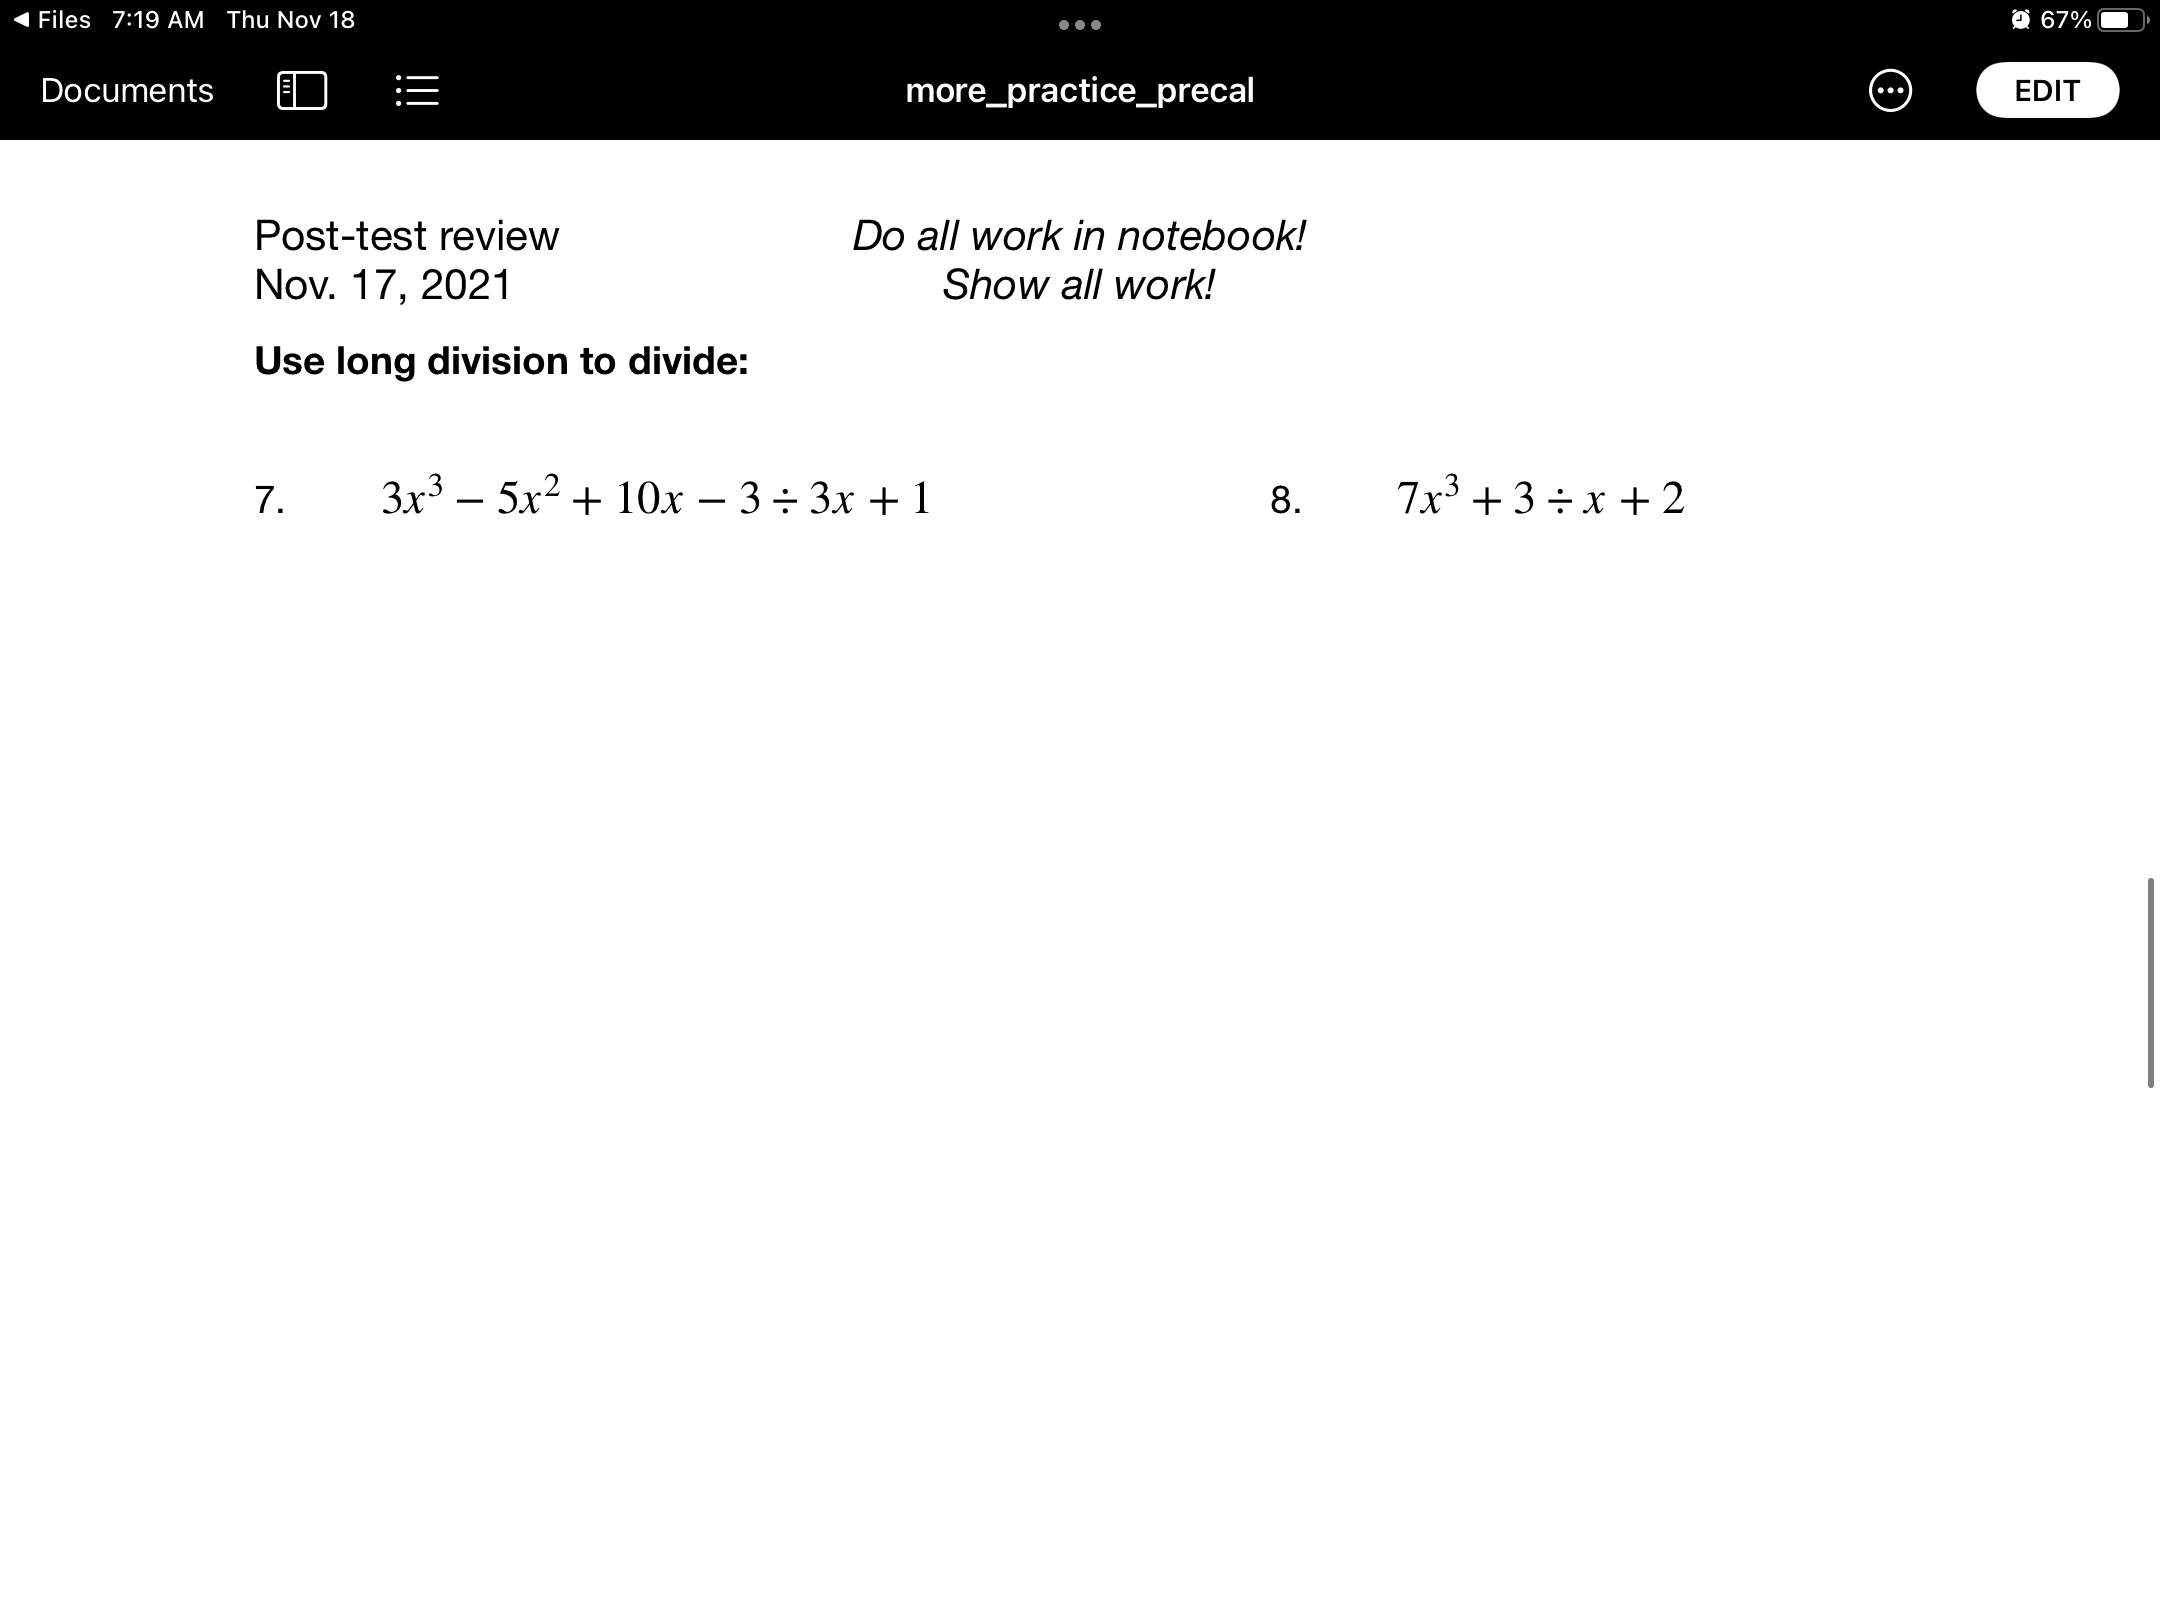 Files 7:19 AM Thu Nov 18 67%
Documents more_practice_precal EDIT
Post-test review Do all work in notebook!
Nov. 17, 2021 Show all work!
Use long division to divide:
7. 3x³ − 5x² + 10x − 3 ÷ 3x + 1 8. 7x³ + 3 ÷ x + 2